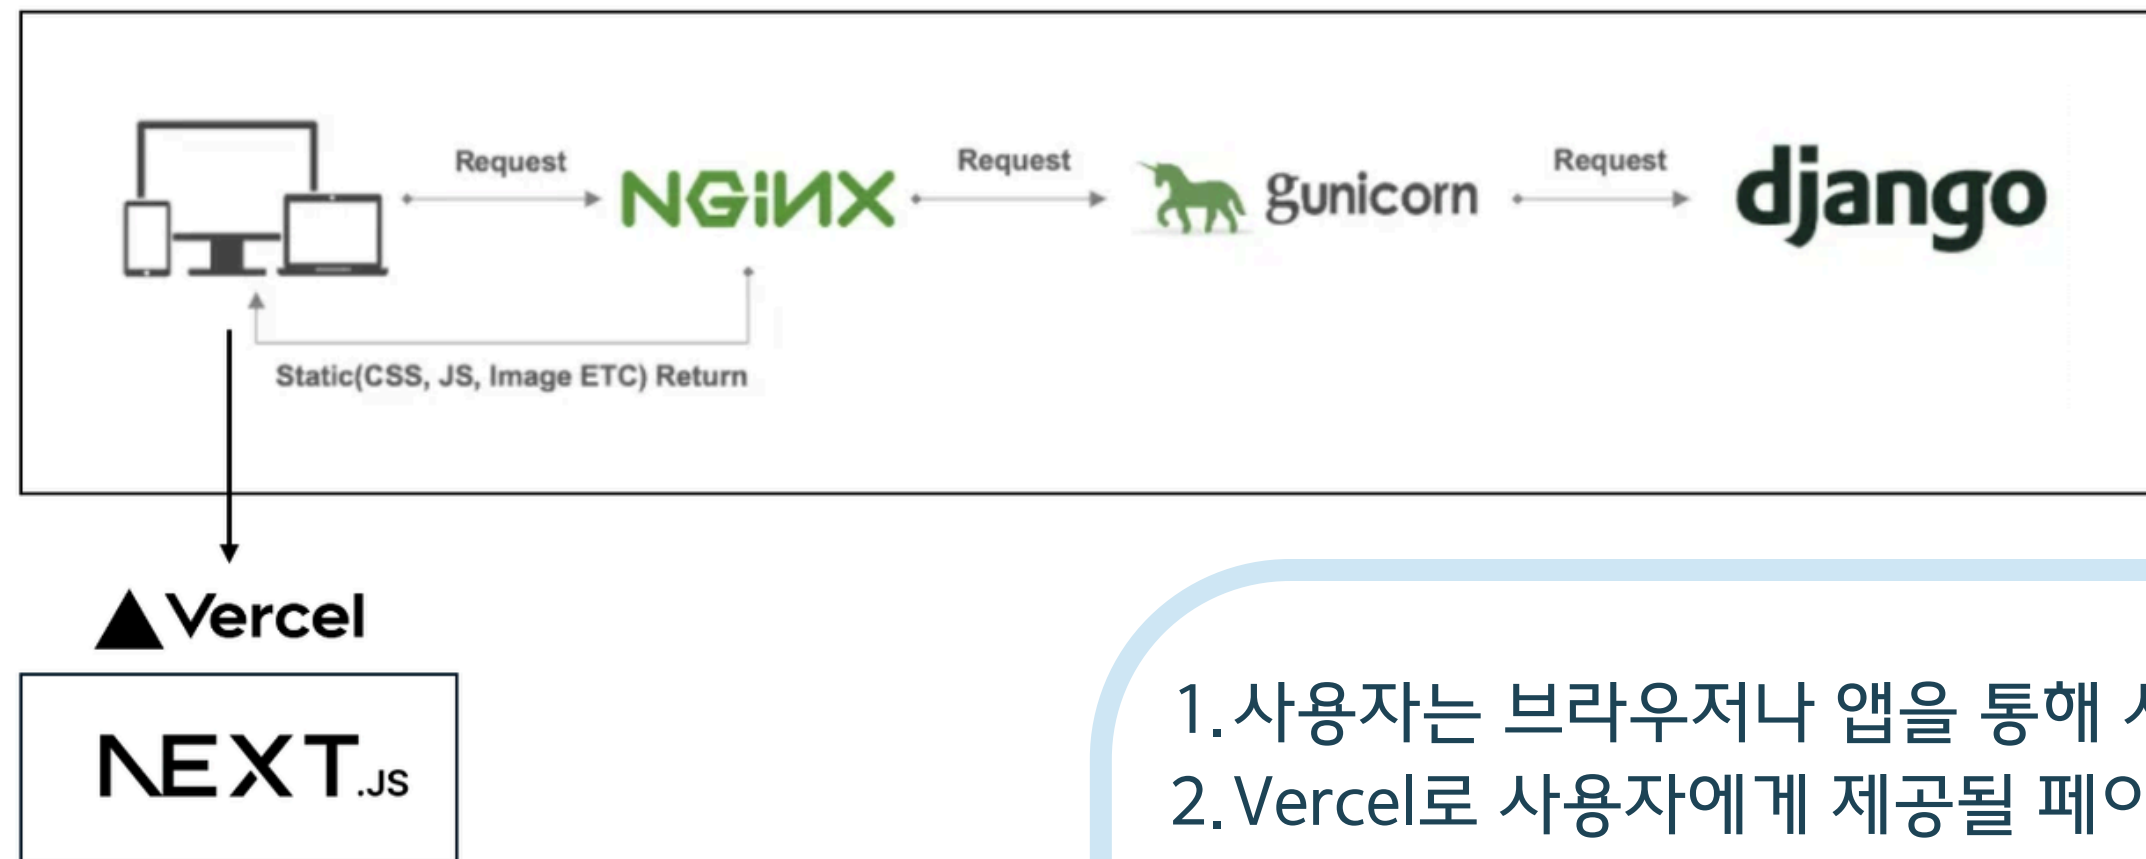 Request
NGINX
Request
gunicorn
Request
django
Static(CSS, JS, Image ETC) Return
Vercel
NEXT.JS
1. 사용자는 브라우저나 앱을 통해
2. Vercel로 사용자에게 제공될